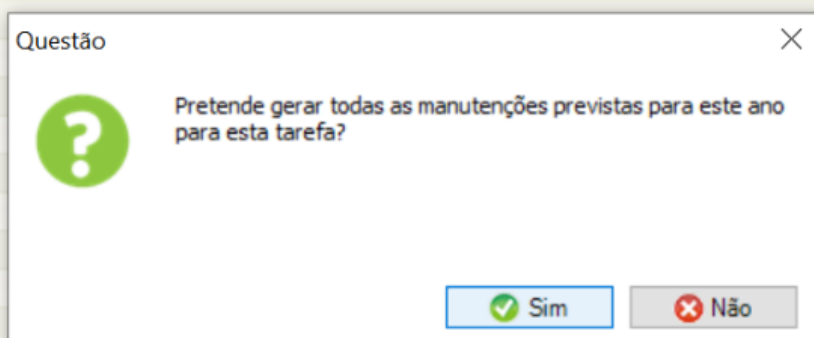 Questão
Pretende gerar todas as manutenções previstas para este ano
para esta tarefa?
Sim
Não